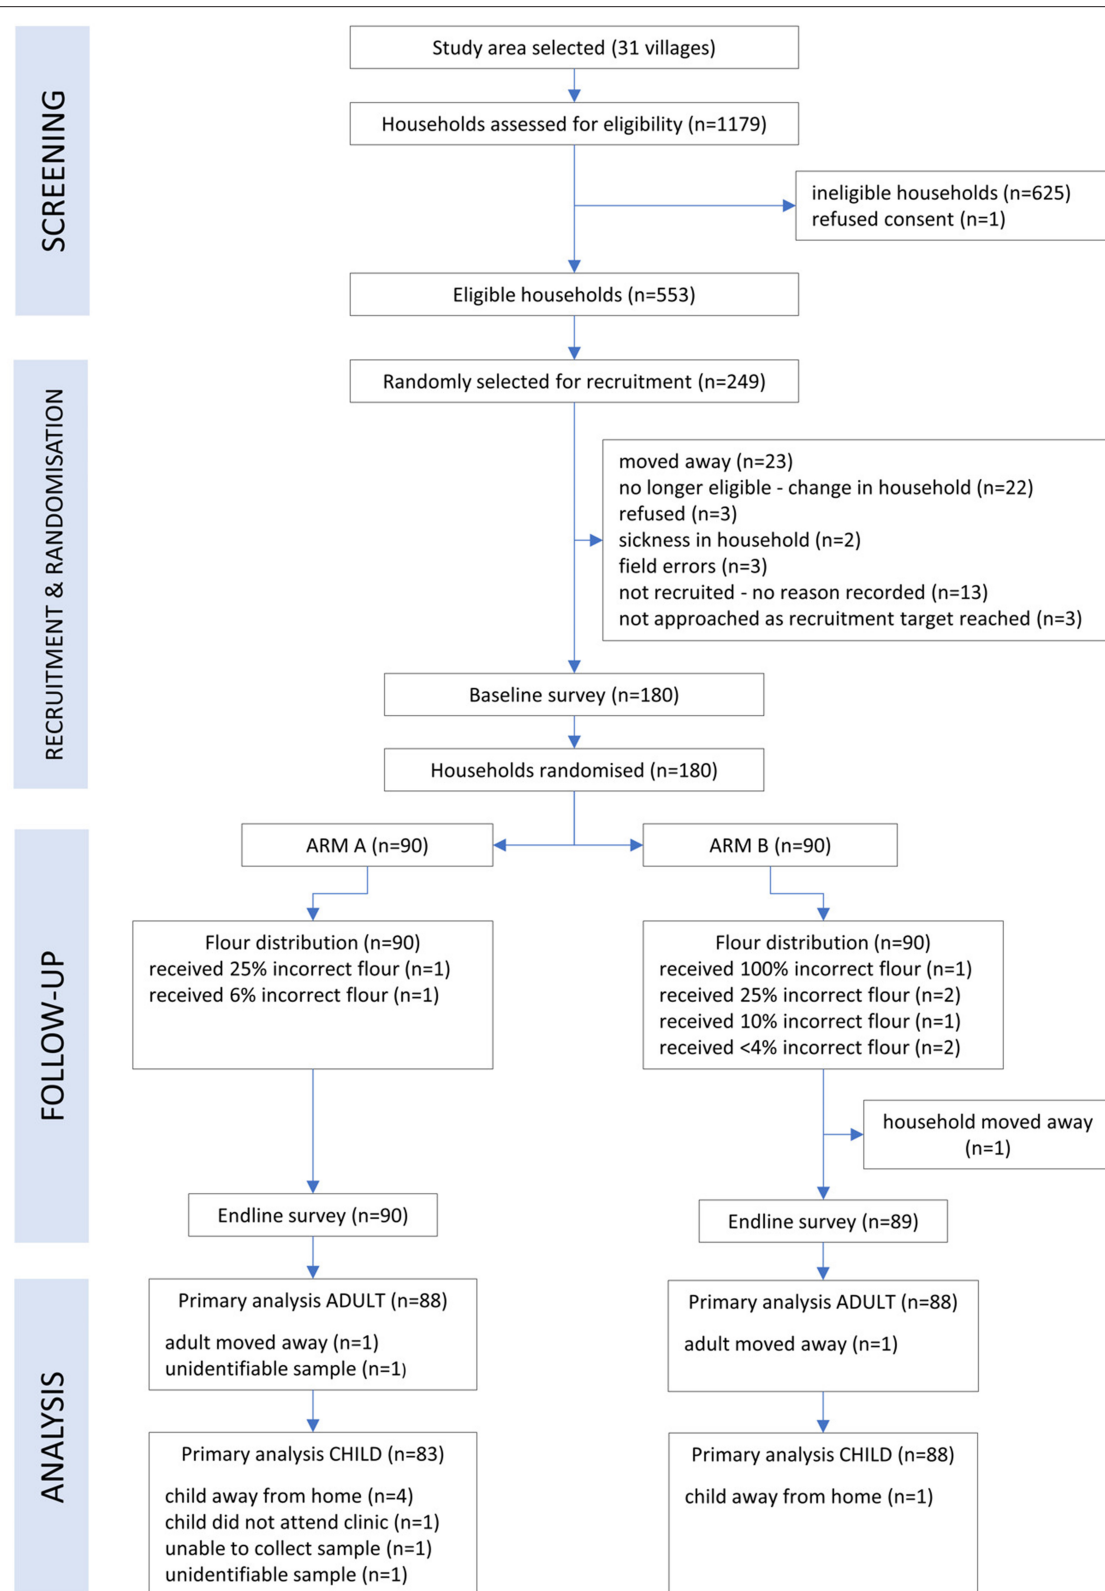 SCREENING
Study area selected (31 villages)
Households assessed for eligibility (n=1179)
ineligible households (n=625)
refused consent (n=1)
Eligible households (n=553)
RECRUITMENT & RANDOMISATION
Randomly selected for recruitment (n=249)
moved away (n=23)
no longer eligible - change in household (n=22)
refused (n=3)
sickness in household (n=2)
field errors (n=3)
not recruited - no reason recorded (n=13)
not approached as recruitment target reached (n=3)
Baseline survey (n=180)
Households randomised (n=180)
FOLLOW-UP
ARM A (n=90)
ARM B (n=90)
Flour distribution (n=90)
received 25% incorrect flour (n=1)
received 6% incorrect flour (n=1)
Flour distribution (n=90)
received 100% incorrect flour (n=1)
received 25% incorrect flour (n=2)
received 10% incorrect flour (n=1)
received <4% incorrect flour (n=2)
household moved away
(n=1)
Endline survey (n=90)
Endline survey (n=89)
ANALYSIS
Primary analysis ADULT (n=88)
adult moved away (n=1)
unidentifiable sample (n=1)
Primary analysis ADULT (n=88)
adult moved away (n=1)
Primary analysis CHILD (n=83)
child away from home (n=4)
child did not attend clinic (n=1)
unable to collect sample (n=1)
unidentifiable sample (n=1)
Primary analysis CHILD (n=88)
child away from home (n=1)